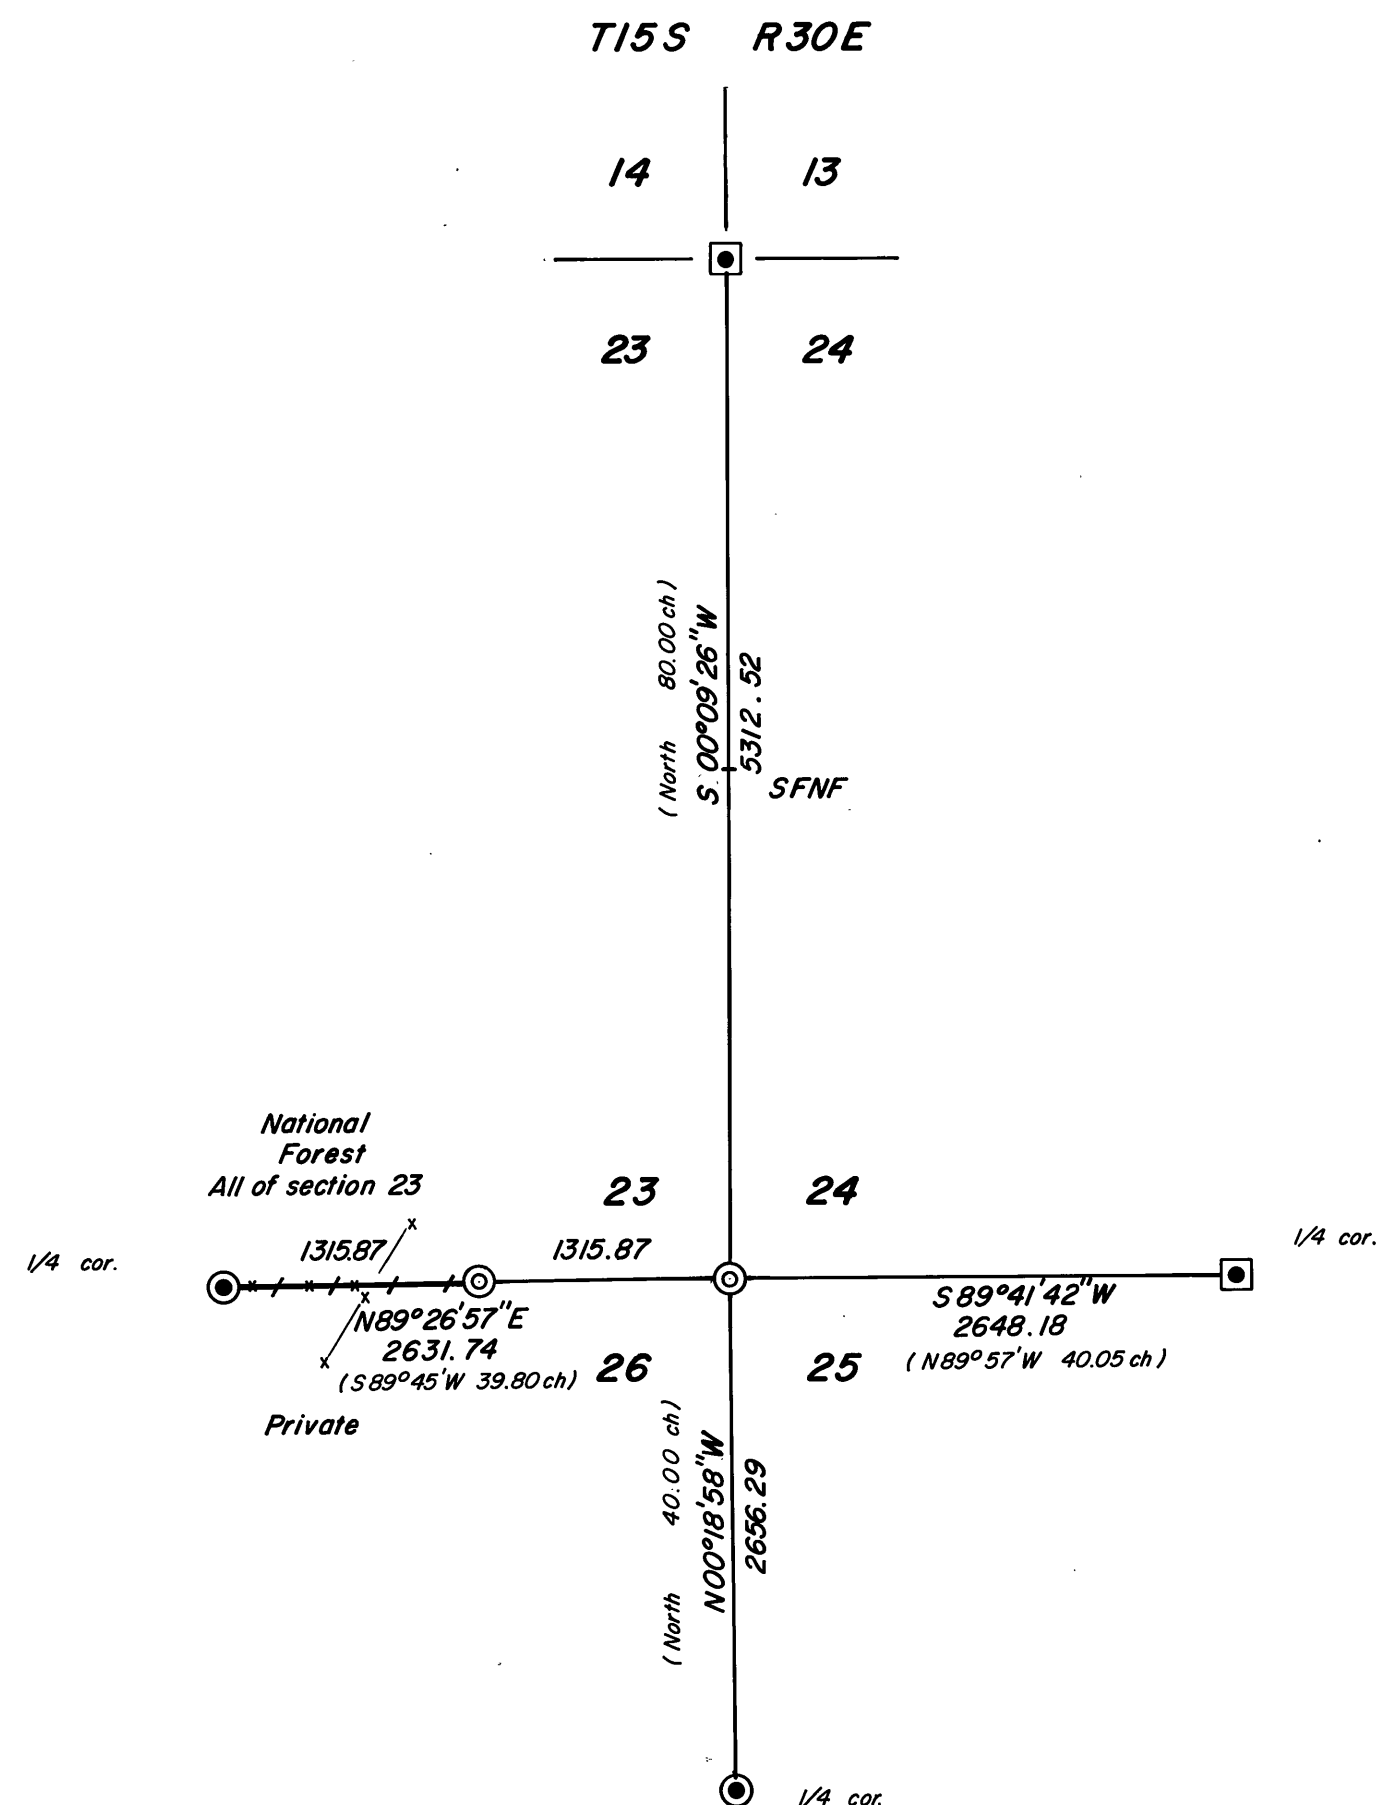 T15S R30E
14 13
23 24
(North 80.00 ch)
S 00°09'26"W
5312.52
SFNF
National
Forest
All of section 23
23 24
1/4 cor.
1315.87
1315.87
1/4 cor.
N89°26'57"E
2631.74
(S89°45'W 39.80 ch)
26 25
S89°41'42"W
2648.18
(N89°57'W 40.05 ch)
Private
(North 40.00 ch)
N00°18'58"W
2656.29
1/4 cor.